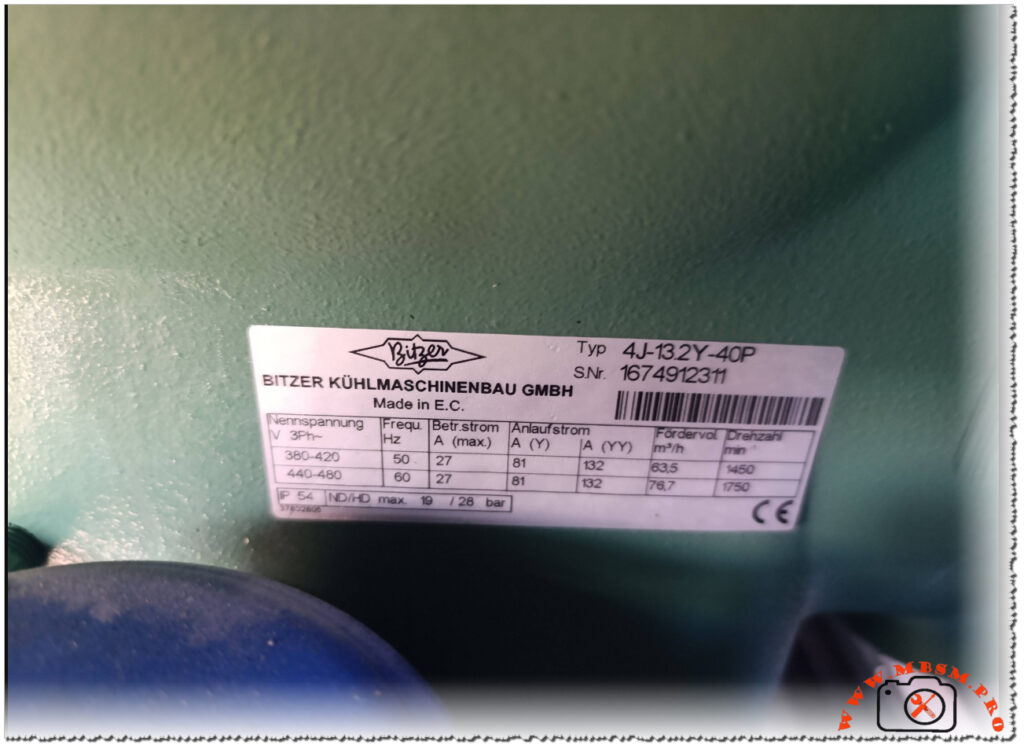 Bitzer
BITZER KÜHLMASCHINENBAU GMBH
Made in E.C.
Typ 4J-13.2Y-40P
S.Nr. 1674912311
Nennspannung Frequ. Betr.strom Anlaufstrom Fördervol. Drehzahl
V 3Ph~ Hz A (max.) A (Y) A (YY) m³/h min⁻¹
380-420 50 27 81 132 63,5 1450
440-480 60 27 81 132 76,7 1750
IP 54 ND/HD max. 19 / 28 bar
CE
WWW.MBSM.PRO